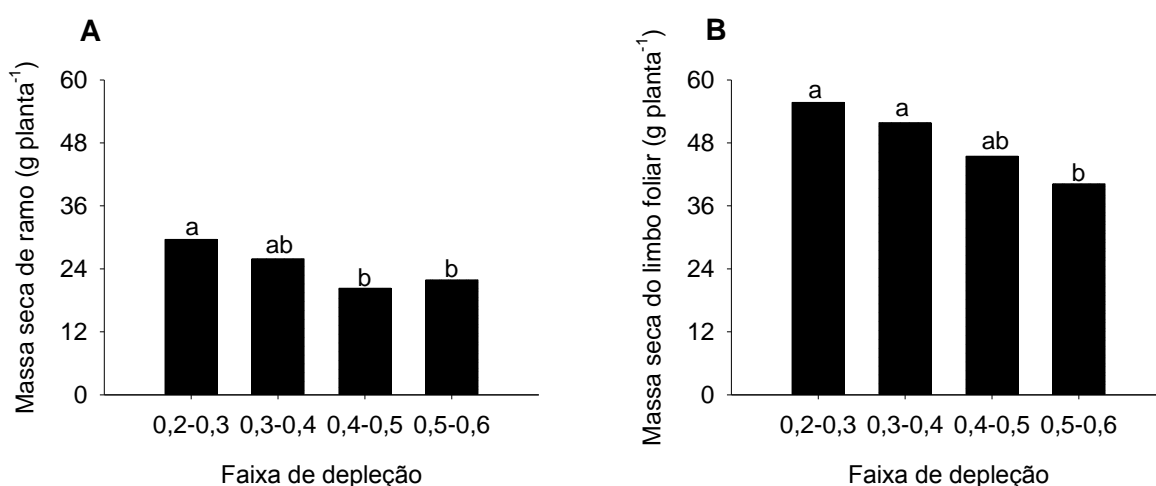 A
Massa seca de ramo (g planta⁻¹)
60
48
36
24
12
0
a
ab
b
b
0,2-0,3 0,3-0,4 0,4-0,5 0,5-0,6
Faixa de depleção
B
Massa seca do limbo foliar (g planta⁻¹)
60
48
36
24
12
0
a
a
ab
b
0,2-0,3 0,3-0,4 0,4-0,5 0,5-0,6
Faixa de depleção